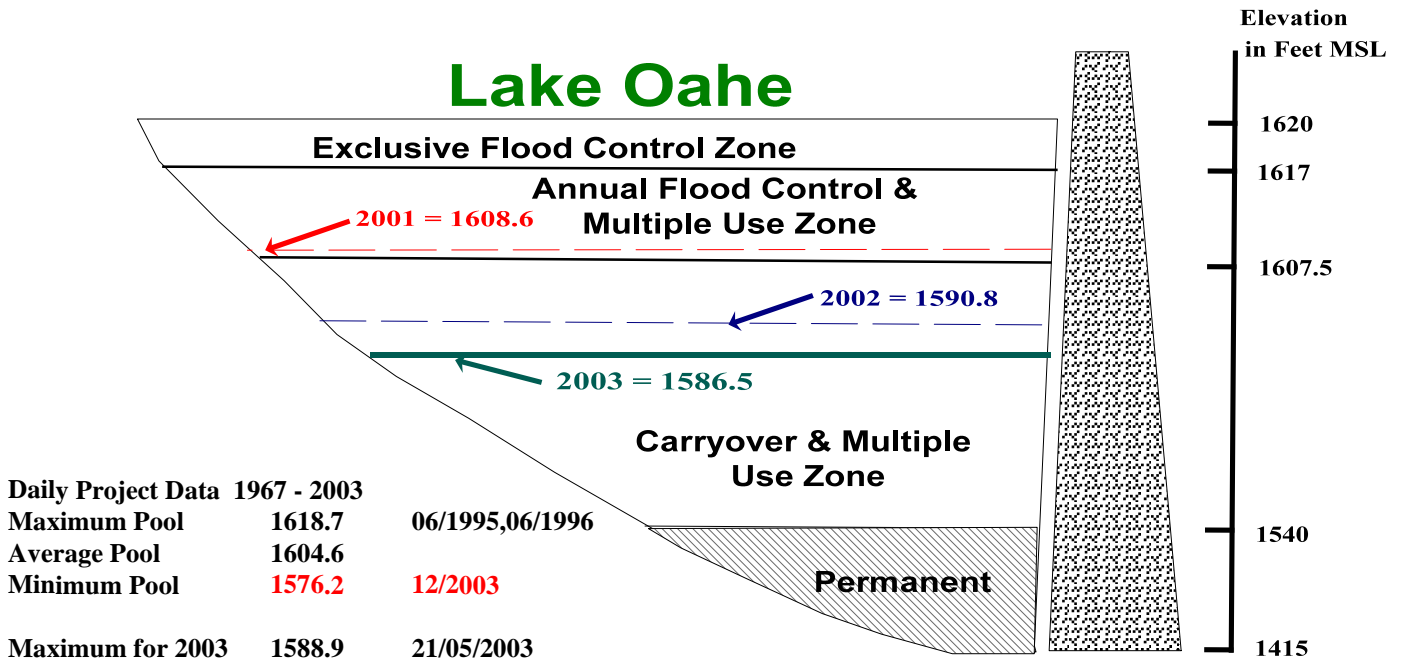 Elevation
in Feet MSL
Lake Oahe
1620
Exclusive Flood Control Zone
1617
Annual Flood Control &
Multiple Use Zone
2001 = 1608.6
1607.5
2002 = 1590.8
2003 = 1586.5
Carryover & Multiple
Use Zone
Daily Project Data 1967 - 2003
Maximum Pool 1618.7 06/1995,06/1996
Average Pool 1604.6
Minimum Pool 1576.2 12/2003
Maximum for 2003 1588.9 21/05/2003
1540
Permanent
1415